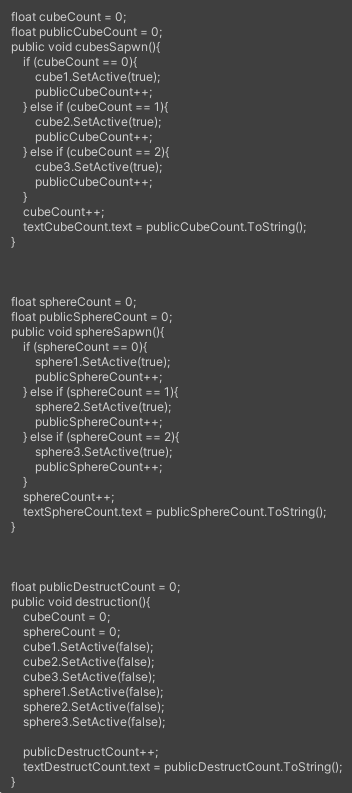 float cubeCount = 0;
float publicCubeCount = 0;
public void cubesSapwn(){
if (cubeCount == 0){
cube1.SetActive(true);
publicCubeCount++;
} else if (cubeCount == 1){
cube2.SetActive(true);
publicCubeCount++;
} else if (cubeCount == 2){
cube3.SetActive(true);
publicCubeCount++;
}
cubeCount++;
textCubeCount.text = publicCubeCount.ToString();
}
float sphereCount = 0;
float publicSphereCount = 0;
public void sphereSapwn(){
if (sphereCount == 0){
sphere1.SetActive(true);
publicSphereCount++;
} else if (sphereCount == 1){
sphere2.SetActive(true);
publicSphereCount++;
} else if (sphereCount == 2){
sphere3.SetActive(true);
publicSphereCount++;
}
sphereCount++;
textSphereCount.text = publicSphereCount.ToString();
}
float publicDestructCount = 0;
public void destruction(){
cubeCount = 0;
sphereCount = 0;
cube1.SetActive(false);
cube2.SetActive(false);
cube3.SetActive(false);
sphere1.SetActive(false);
sphere2.SetActive(false);
sphere3.SetActive(false);
publicDestructCount++;
textDestructCount.text = publicDestructCount.ToString();
}